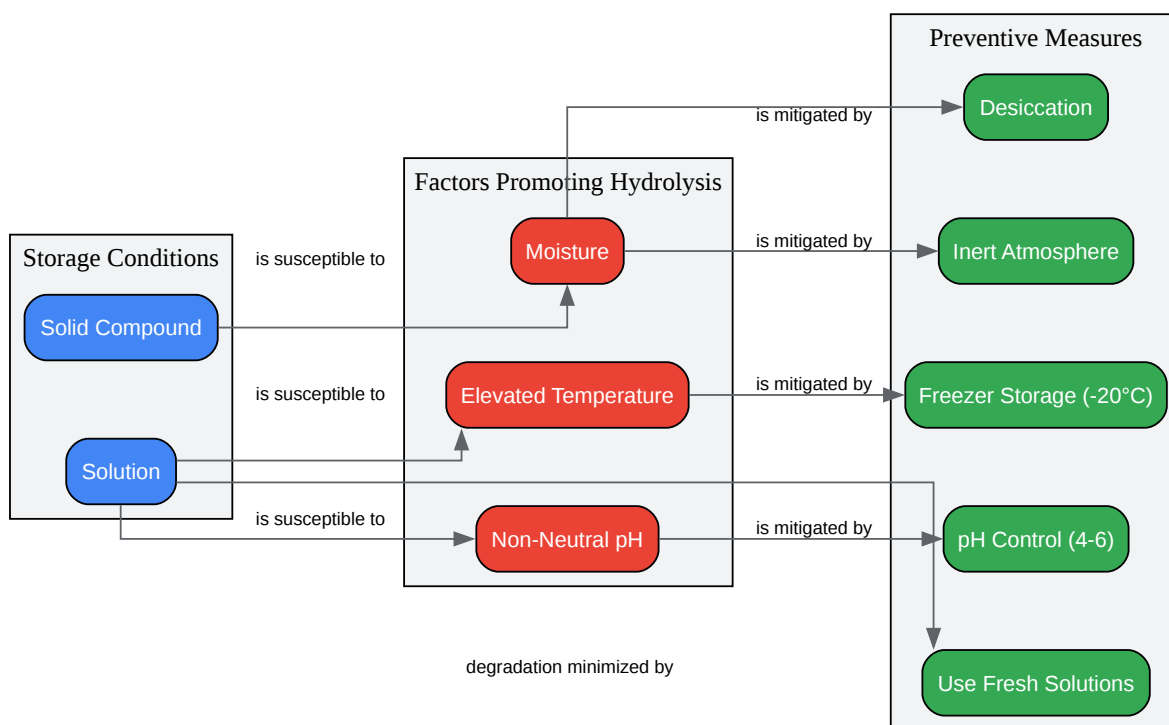 Storage Conditions
Solid Compound
Solution
is susceptible to
is susceptible to
is susceptible to
Factors Promoting Hydrolysis
Moisture
Elevated Temperature
Non-Neutral pH
degradation minimized by
is mitigated by
is mitigated by
is mitigated by
is mitigated by
Preventive Measures
Desiccation
Inert Atmosphere
Freezer Storage (-20°C)
pH Control (4-6)
Use Fresh Solutions